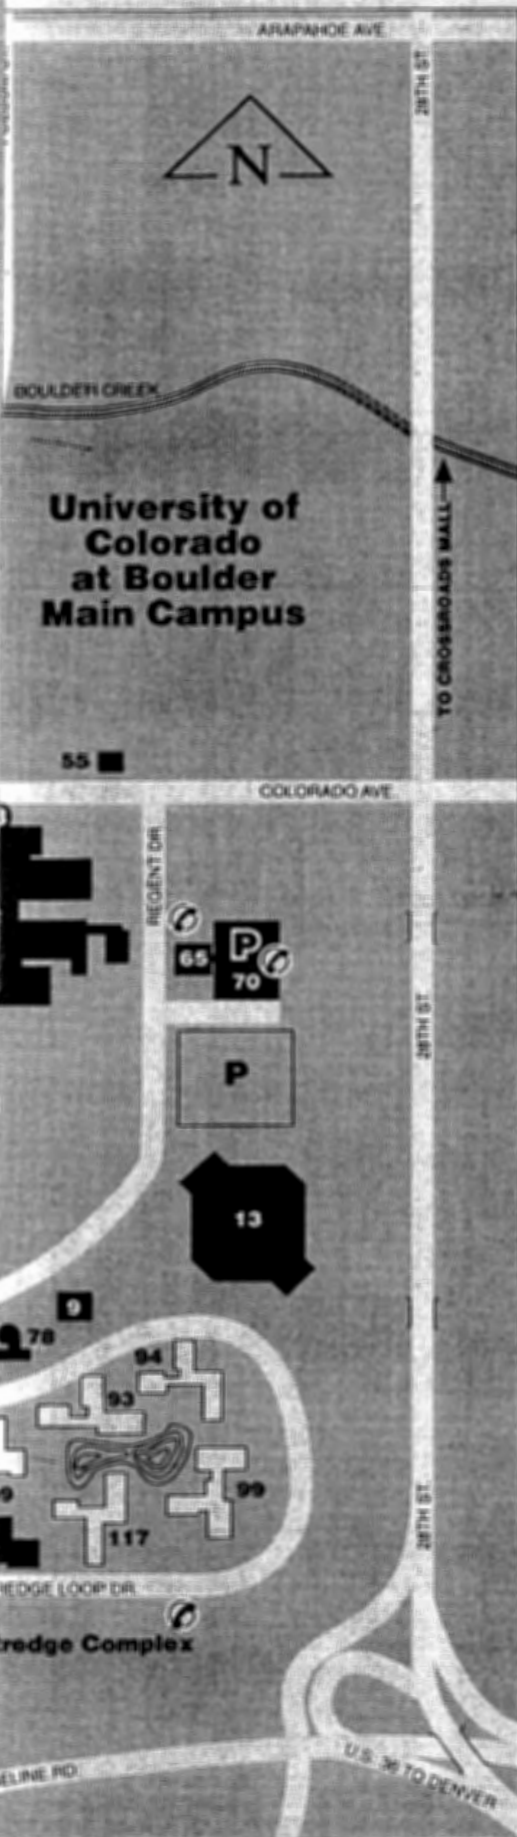 ARAPAHOE AVE.
28TH ST.
N
BOULDER CREEK
University of
Colorado
at Boulder
Main Campus
TO CROSSROADS MALL
55
COLORADO AVE.
REGENT DR.
P
65
70
28TH ST.
P
13
9
78
94
93
99
9
117
28TH ST.
REDGE LOOP DR.
tredge Complex
ELINE RD.
U.S. 36 TO DENVER